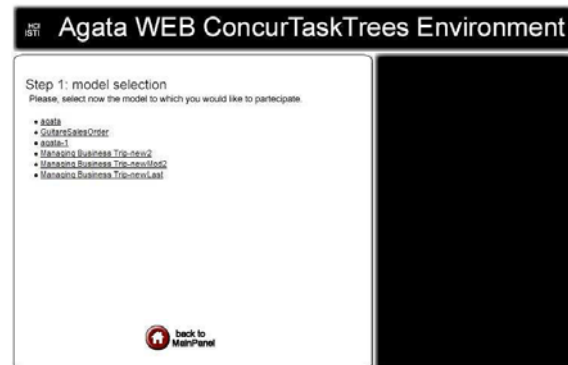 HCI
ISTI
Agata WEB ConcurTaskTrees Environment
Step 1: model selection
Please, select now the model to which you would like to partecipate.
agata
GuitareSalesOrder
agata-1
Managing Business Trip-new2
Managing Business Trip-newMod2
Managing Business Trip-newLast
back to
MainPanel